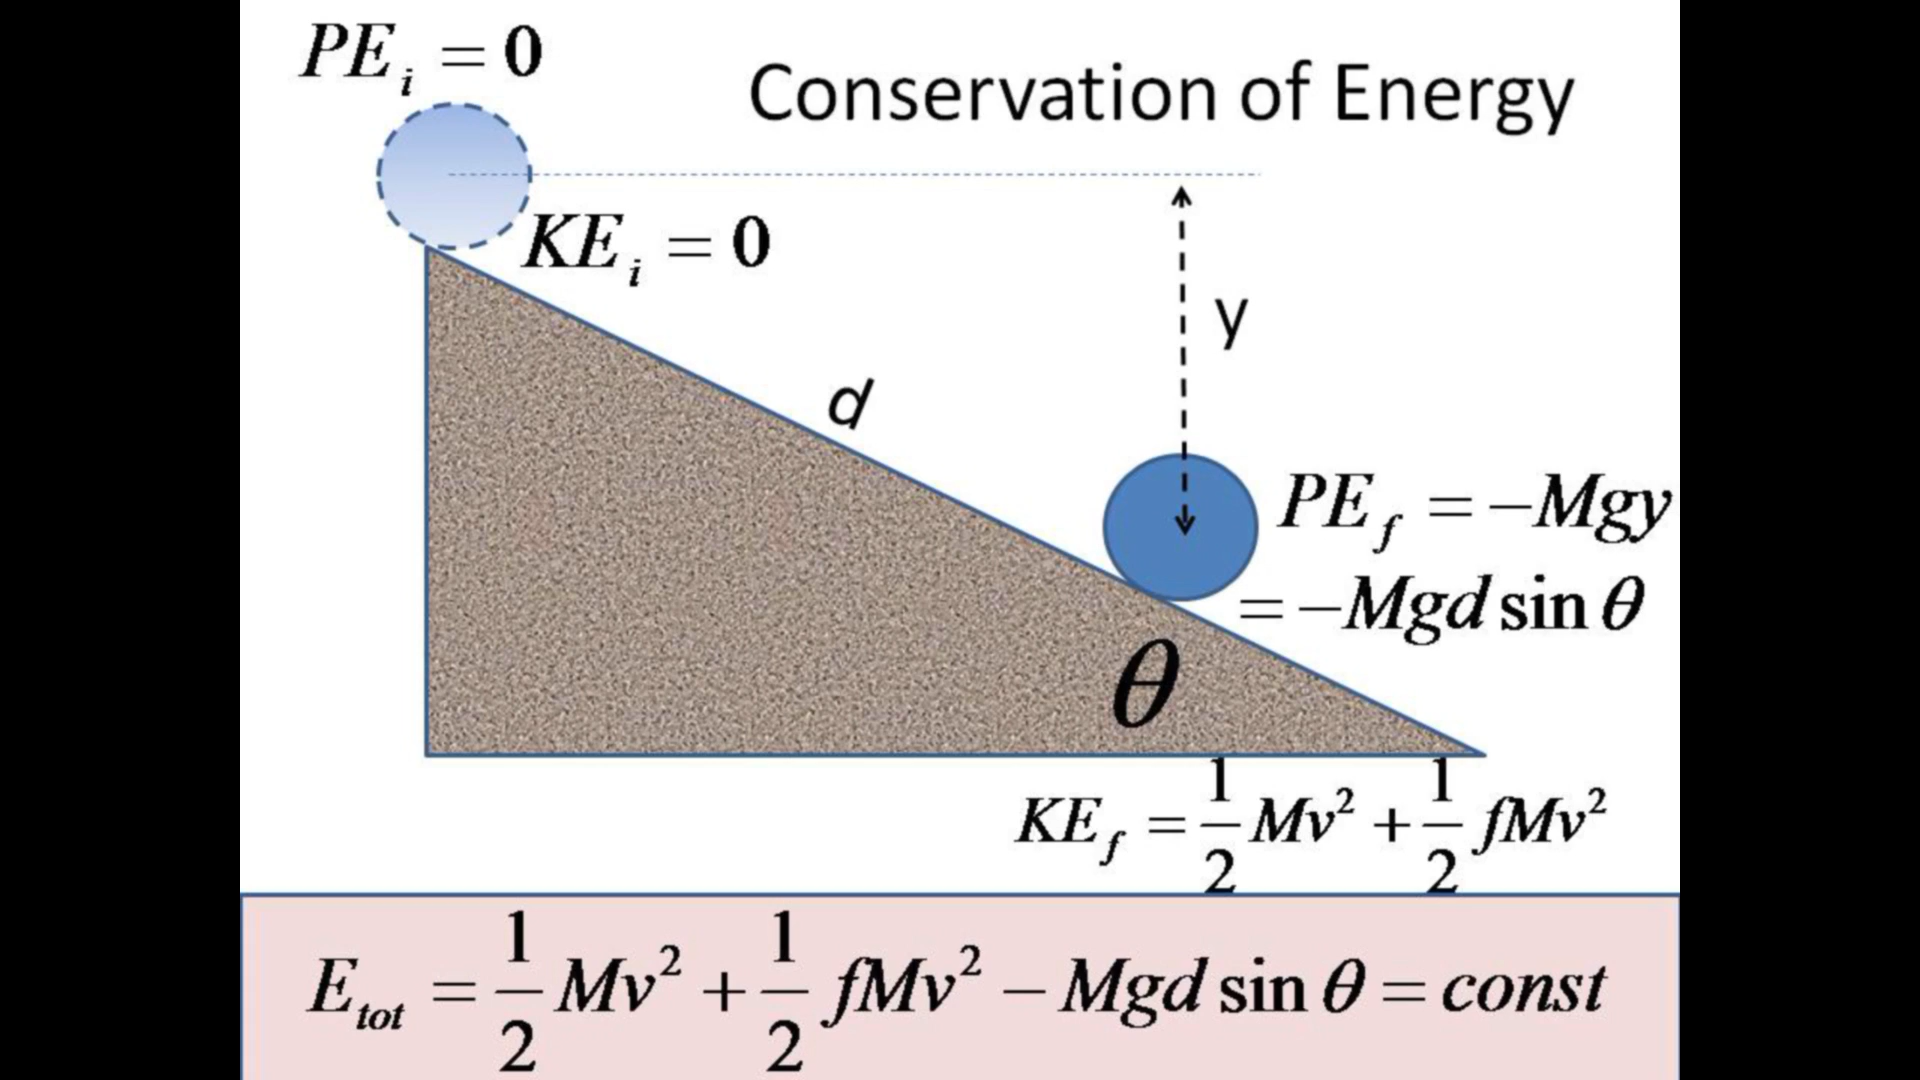 PE_i = 0
Conservation of Energy
KE_i = 0
y
d
PE_f = −Mgy
= −Mgd sin θ
θ
KE_f = 1/2 Mv² + 1/2 fMv²
E_tot = 1/2 Mv² + 1/2 fMv² − Mgd sin θ = const